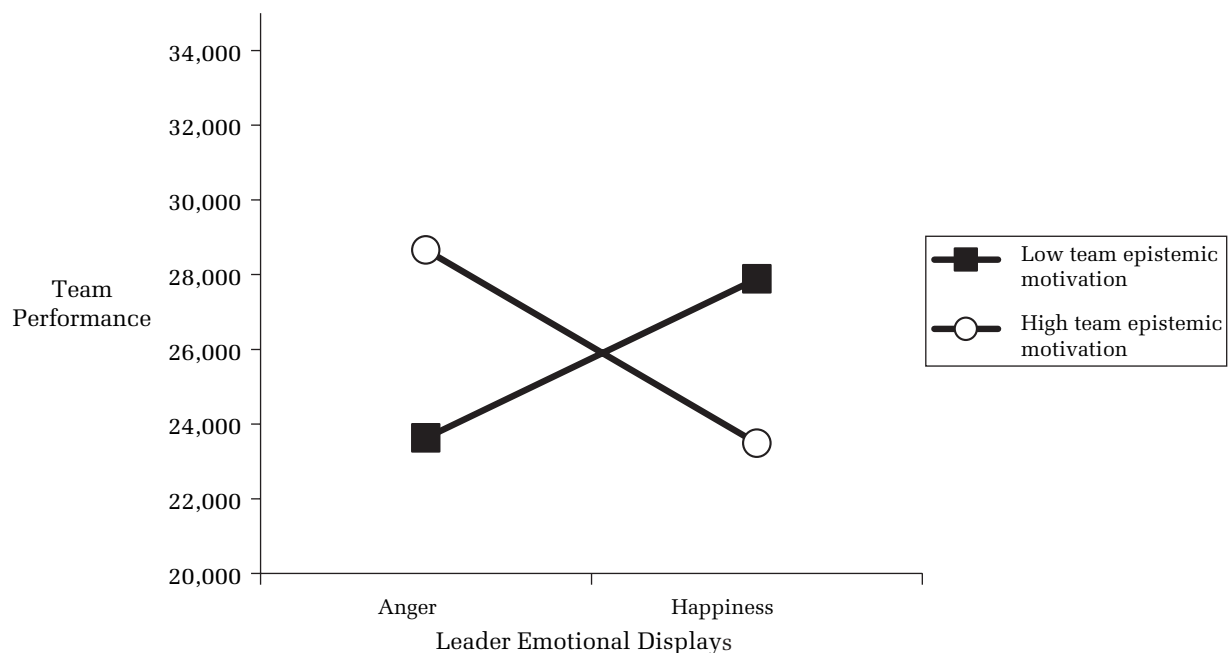 34,000
32,000
30,000
28,000
26,000
24,000
22,000
20,000
Team
Performance
Anger
Happiness
Leader Emotional Displays
Low team epistemic
motivation
High team epistemic
motivation